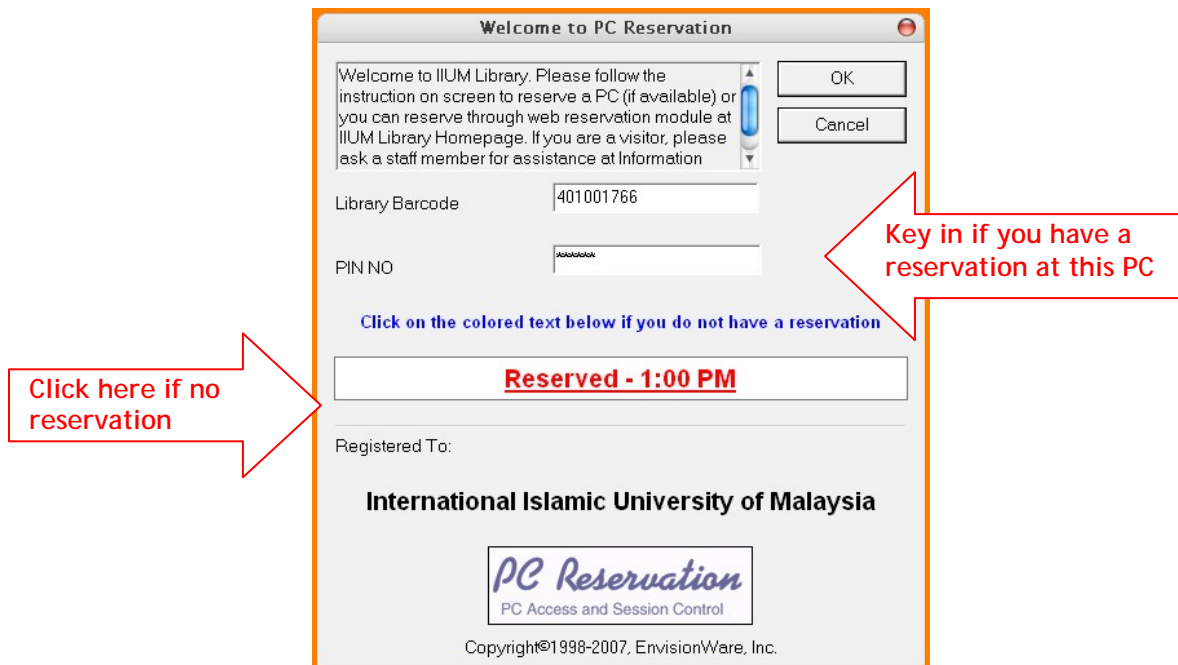 Welcome to PC Reservation
Welcome to IIUM Library. Please follow the
instruction on screen to reserve a PC (if available) or
you can reserve through web reservation module at
IIUM Library Homepage. If you are a visitor, please
ask a staff member for assistance at Information
OK
Cancel
Library Barcode
401001766
PIN NO
******
Key in if you have a
reservation at this PC
Click on the colored text below if you do not have a reservation
Reserved - 1:00 PM
Click here if no
reservation
Registered To:
International Islamic University of Malaysia
PC Reservation
PC Access and Session Control
Copyright©1998-2007, EnvisionWare, Inc.